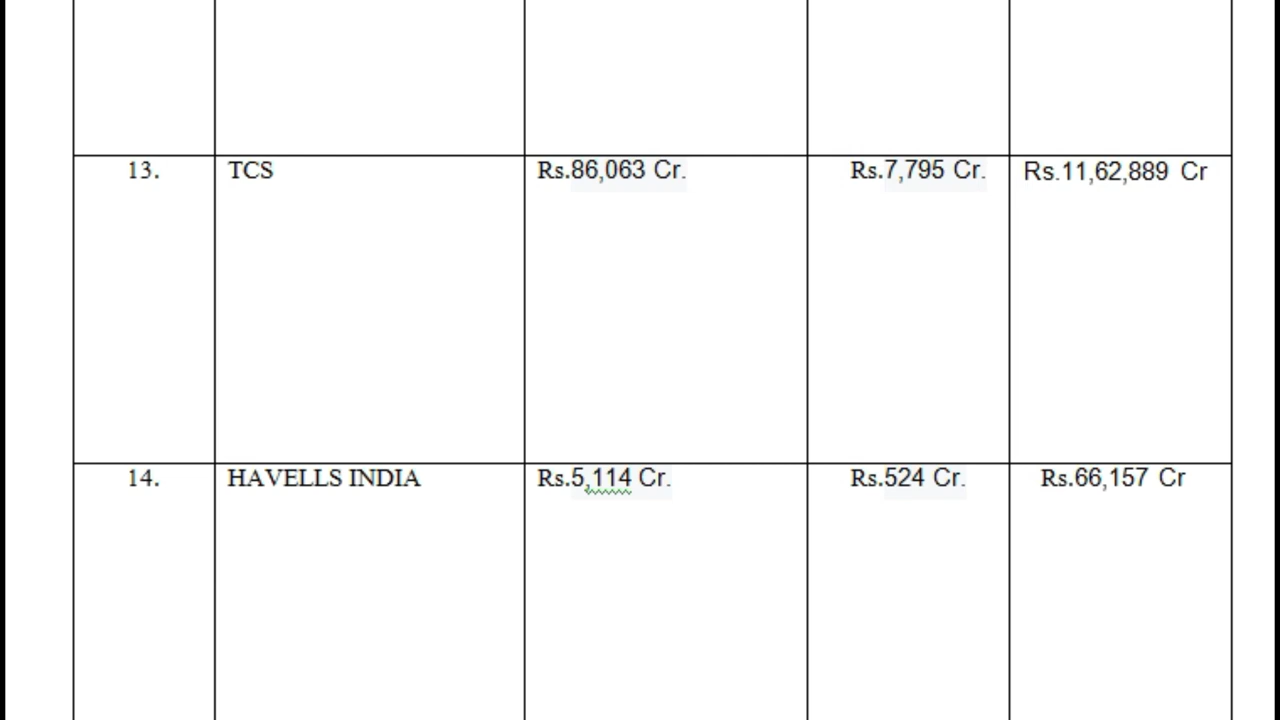 13. TCS Rs.86,063 Cr. Rs.7,795 Cr. Rs.11,62,889 Cr
14. HAVELLS INDIA Rs.5,114 Cr. Rs.524 Cr. Rs.66,157 Cr